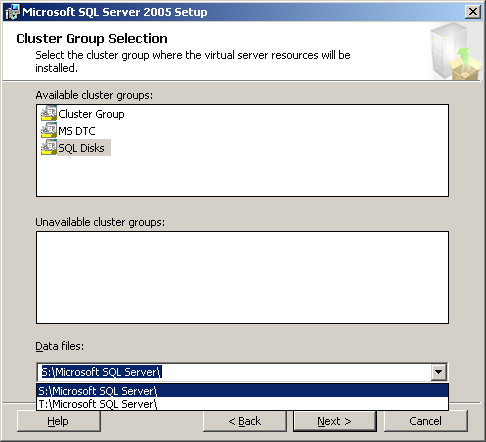 Microsoft SQL Server 2005 Setup
Cluster Group Selection
Select the cluster group where the virtual server resources will be
installed.
Available cluster groups:
Cluster Group
MS DTC
SQL Disks
Unavailable cluster groups:
Data files:
S:\Microsoft SQL Server\
S:\Microsoft SQL Server\
T:\Microsoft SQL Server\
Help
< Back
Next >
Cancel